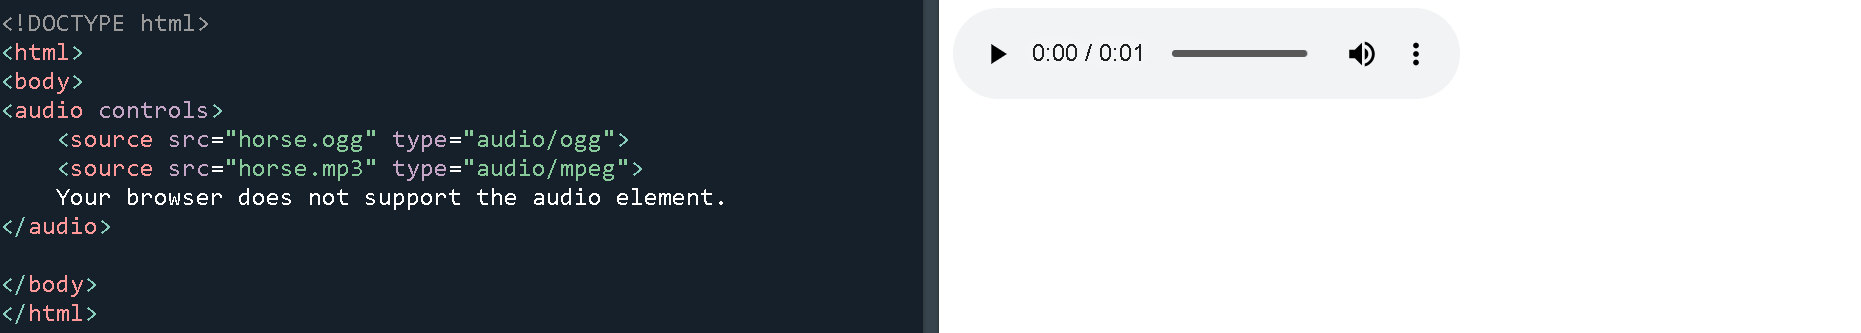 <!DOCTYPE html>
<html>
<body>
<audio controls>
    <source src="horse.ogg" type="audio/ogg">
    <source src="horse.mp3" type="audio/mpeg">
    Your browser does not support the audio element.
</audio>

</body>
</html>
0:00 / 0:01